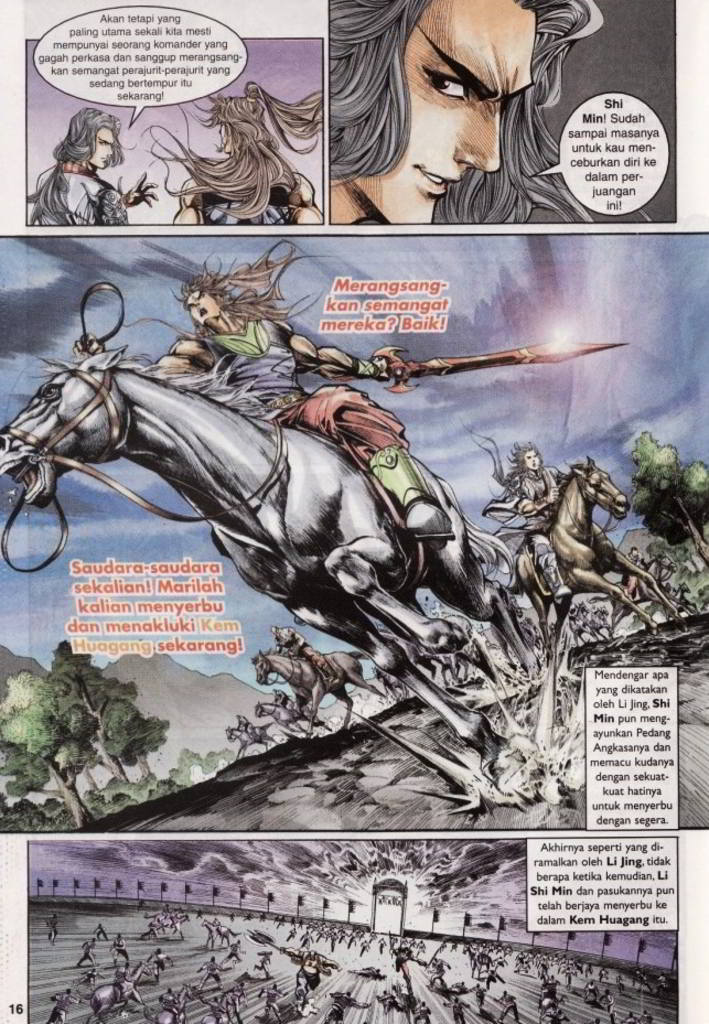 Akan tetapi yang
paling utama sekali kita mesti
mempunyai seorang komander yang
gagah perkasa dan sanggup merangsang-
kan semangat perajurit-perajurit yang
sedang bertempur itu
sekarang!
Shi
Min! Sudah
sampai masanya
untuk kau men-
ceburkan diri ke
dalam per-
juangan
ini!
Merangsang-
kan semangat
mereka? Baik!
Saudara-saudara
sekalian! Marilah
kalian menyerbu
dan menakluki Kem
Huagang sekarang!
Mendengar apa
yang dikatakan
oleh Li Jing, Shi
Min pun meng-
ayunkan Pedang
Angkasanya dan
memacu kudanya
dengan sekuat-
kuat hatinya
untuk menyerbu
dengan segera.
Akhirnya seperti yang di-
ramalkan oleh Li Jing, tidak
berapa ketika kemudian, Li
Shi Min dan pasukannya pun
telah berjaya menyerbu ke
dalam Kem Huagang itu.
16